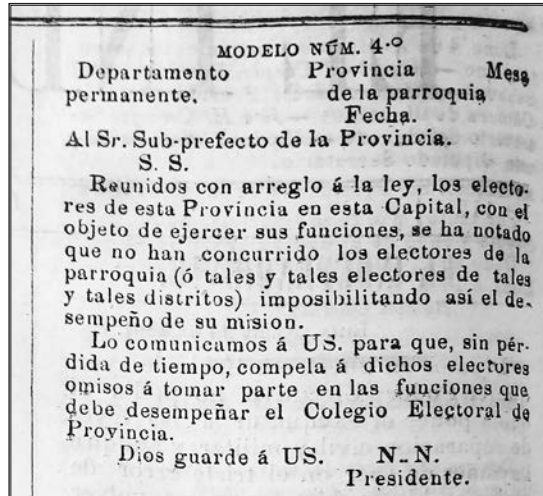 MODELO NÚM. 4.º
Departamento Provincia Mesa
permanente. de la parroquia
Fecha.
Al Sr. Sub-prefecto de la Provincia.
S. S.
Reunidos con arreglo á la ley, los electo-
res de esta Provincia en esta Capital, con el
objeto de ejercer sus funciones, se ha notado
que no han concurrido los electores de la
parroquia (ó tales y tales electores de tales
y tales distritos) imposibilitando así el de-
sempeño de su mision.
Lo comunicamos á US. para que, sin pér-
dida de tiempo, compela á dichos electores
omisos á tomar parte en las funciones que
debe desempeñar el Colegio Electoral de
Provincia.
Dios guarde á US. N. N.
Presidente.